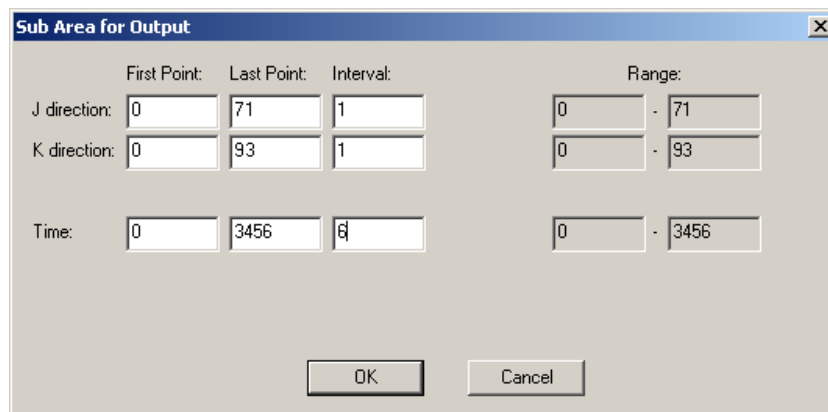 Sub Area for Output
First Point: Last Point: Interval: Range:
J direction: 0 71 1 0 - 71
K direction: 0 93 1 0 - 93
Time: 0 3456 6 0 - 3456
OK Cancel